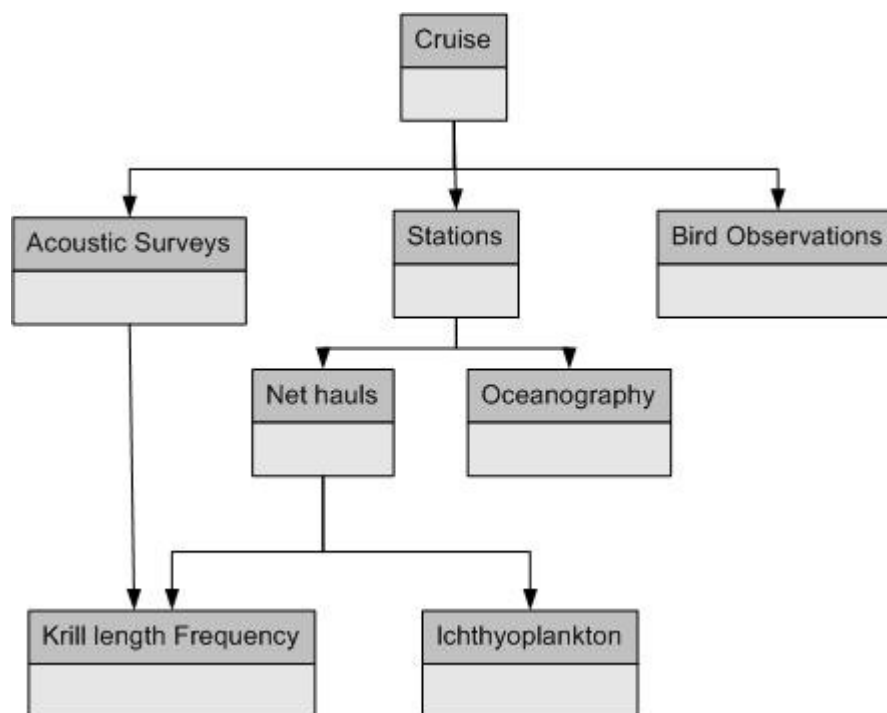 Cruise
Acoustic Surveys
Stations
Bird Observations
Net hauls
Oceanography
Krill length Frequency
Ichthyoplankton